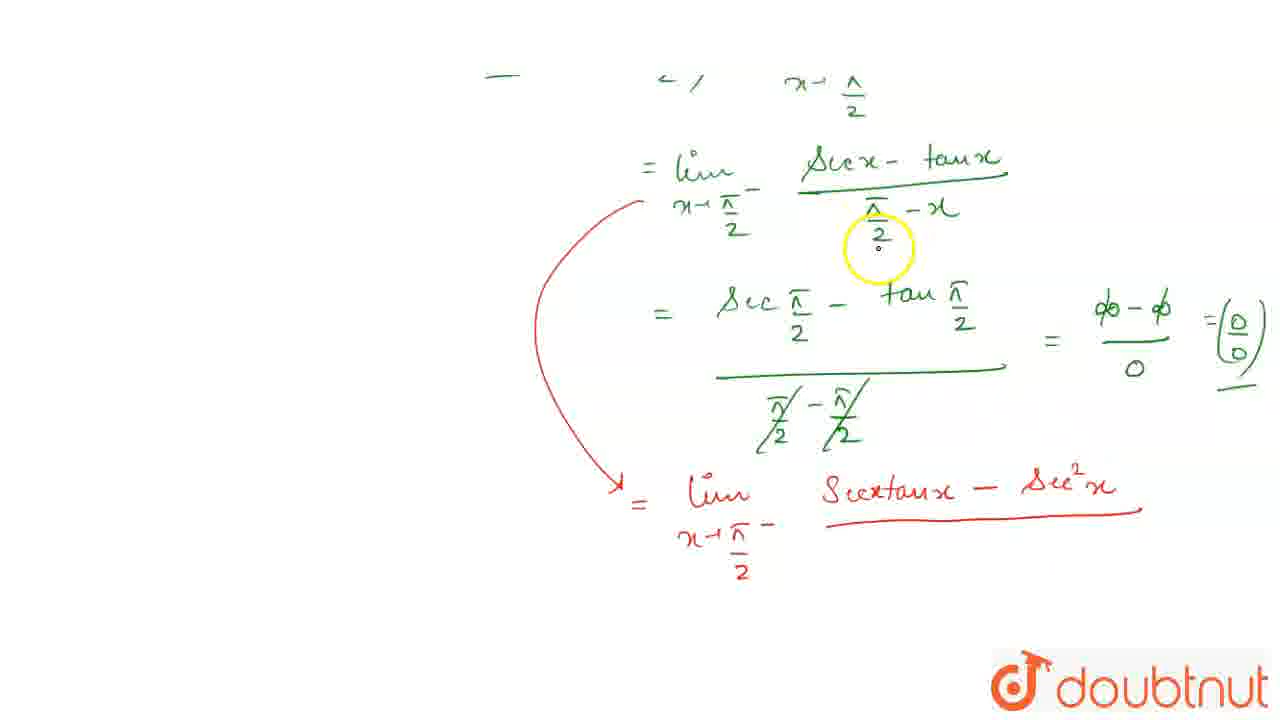 x→ π/2
= lim x→π/2⁻ (Secx - tanx)/(π/2 - x)
= (Sec π/2 - tan π/2)/(π/2 - π/2) = (∞ - ∞)/0 = (0/0)
= lim x→π/2⁻ Secxtanx - Sec²x
doubtnut